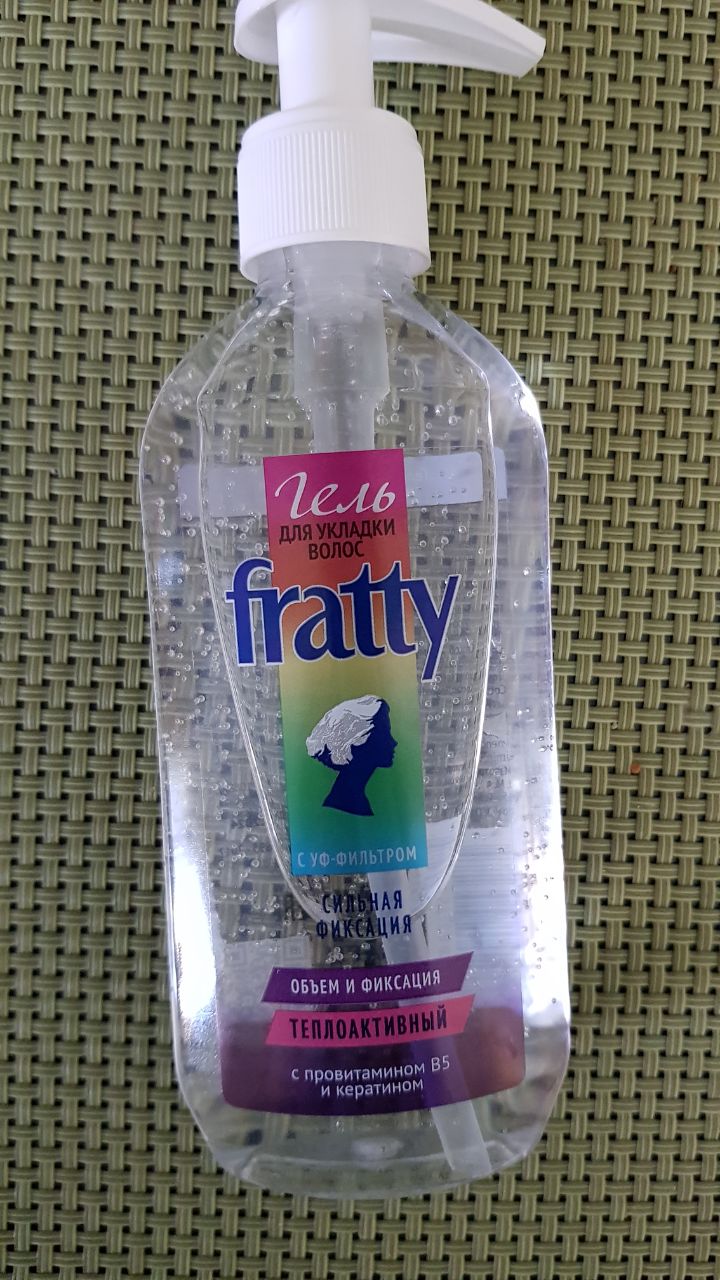 Гель
ДЛЯ УКЛАДКИ
ВОЛОС
fratty
С УФ-ФИЛЬТРОМ
СИЛЬНАЯ
ФИКСАЦИЯ
ОБЪЕМ И ФИКСАЦИЯ
ТЕПЛОАКТИВНЫЙ
с провитамином В5
и кератином